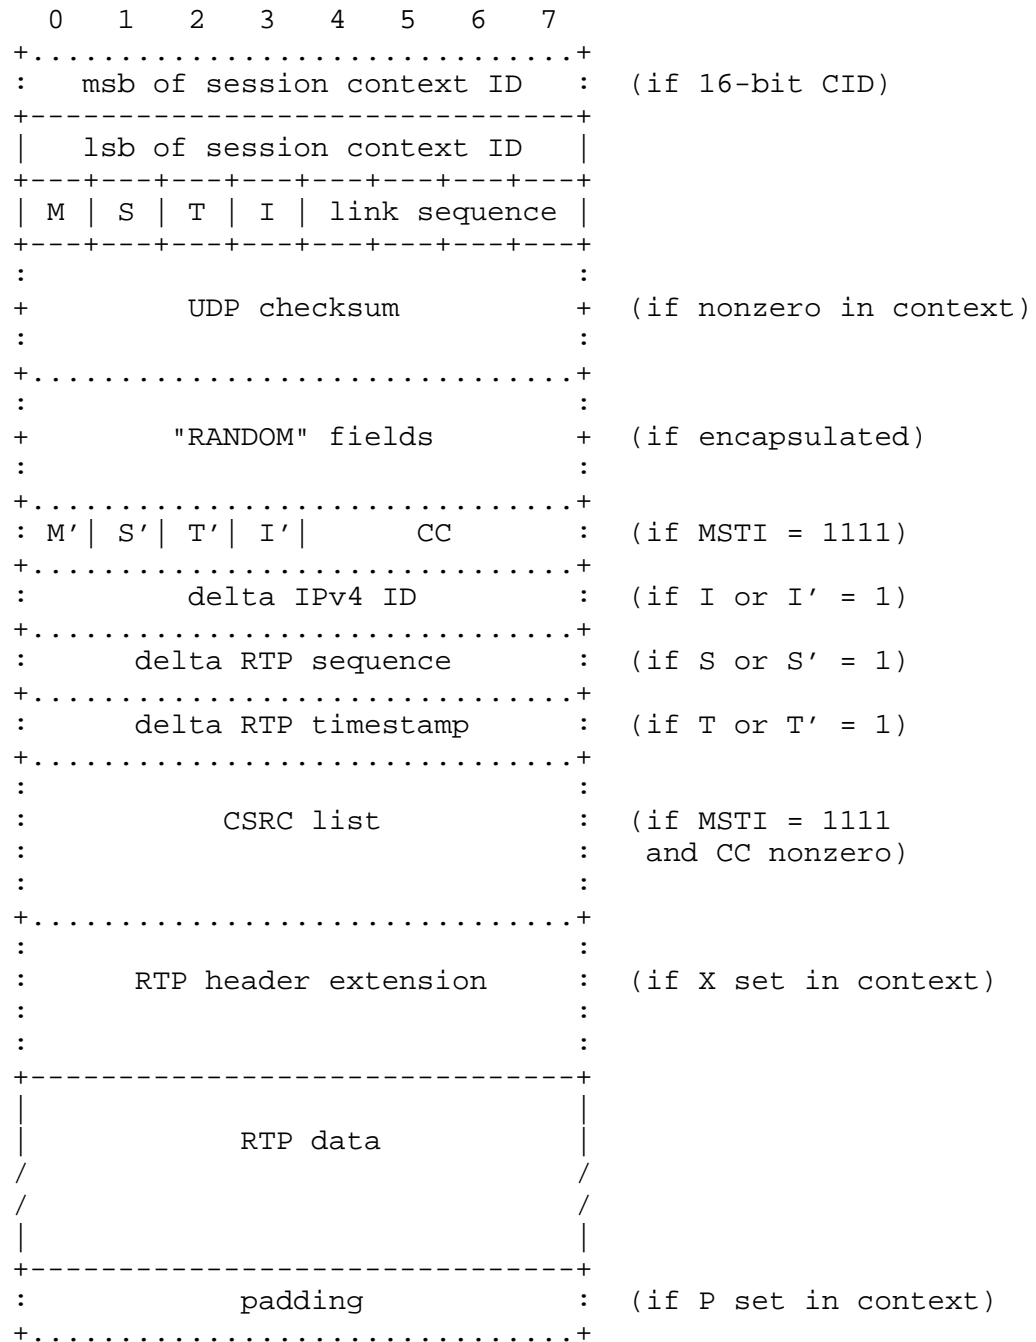 0 1 2 3 4 5 6 7
+...............................+
: msb of session context ID : (if 16-bit CID)
+-------------------------------+
| lsb of session context ID |
+---+---+---+---+---+---+---+---+
| M | S | T | I | link sequence |
+---+---+---+---+---+---+---+---+
: :
+ UDP checksum + (if nonzero in context)
: :
+...............................+
: :
+ "RANDOM" fields + (if encapsulated)
: :
+...............................+
: M'| S'| T'| I'| CC : (if MSTI = 1111)
+...............................+
: delta IPv4 ID : (if I or I' = 1)
+...............................+
: delta RTP sequence : (if S or S' = 1)
+...............................+
: delta RTP timestamp : (if T or T' = 1)
+...............................+
: :
: CSRC list : (if MSTI = 1111
: : and CC nonzero)
: :
+...............................+
: :
: RTP header extension : (if X set in context)
: :
: :
+-------------------------------+
| |
| RTP data |
/ /
/ /
| |
+-------------------------------+
: padding : (if P set in context)
+...............................+